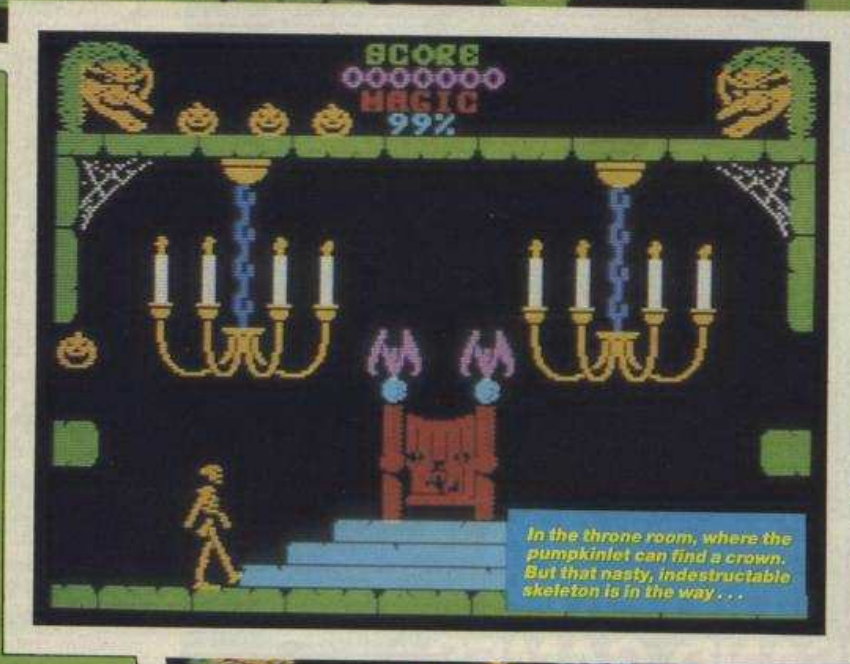 SCORE
0000000
MAGIC
99%
In the throne room, where the
pumpkinlet can find a crown.
But that nasty, indestructable
skeleton is in the way...